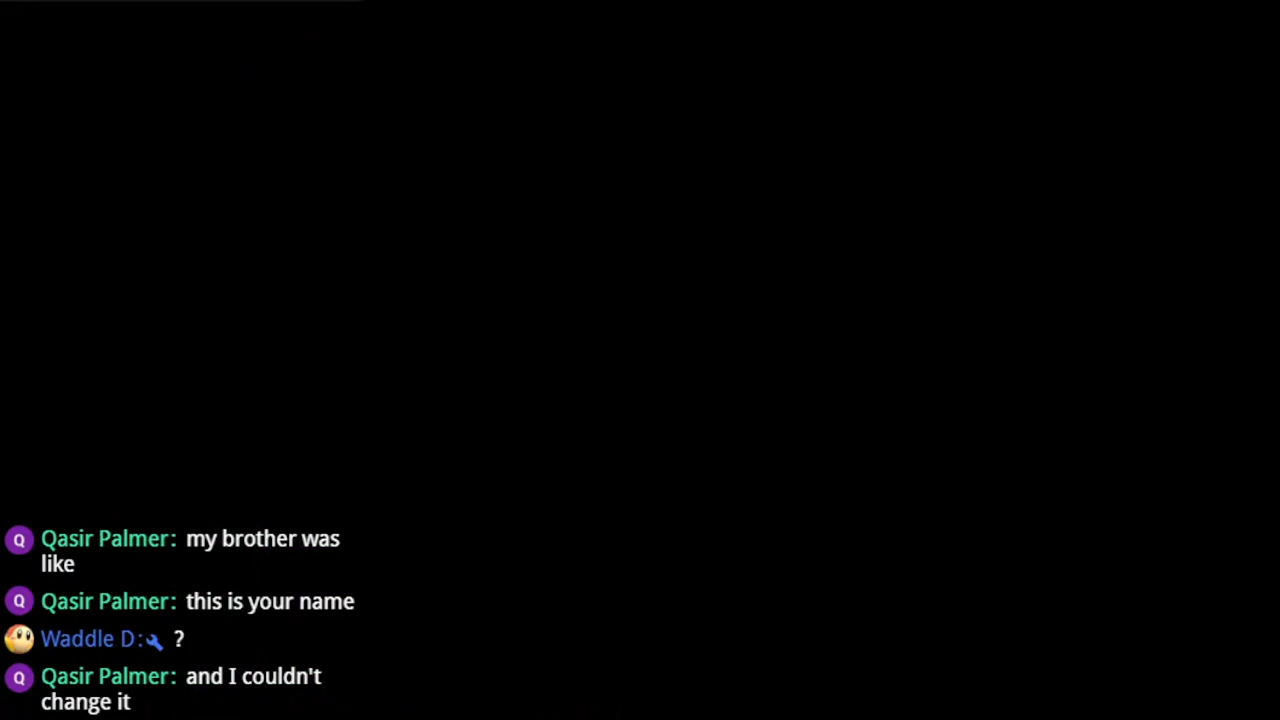 Q Qasir Palmer: my brother was
like
Q Qasir Palmer: this is your name
Waddle D: ?
Q Qasir Palmer: and I couldn't
change it